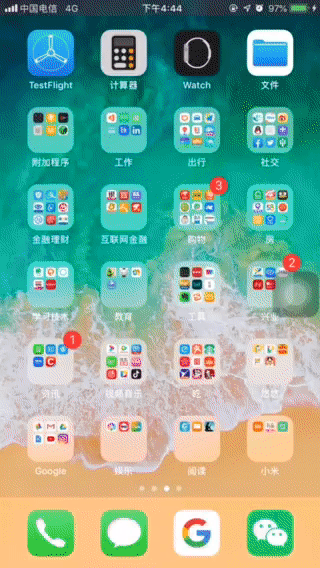 中国电信 4G 下午4:44 97%
TestFlight 计算器 Watch 文件
附加程序 工作 出行 社交
金融理财 互联网金融 购物 房
3
学习技术 教育 工具
2
资讯 视频音乐 吃
1
Google 娱乐 阅读 小米